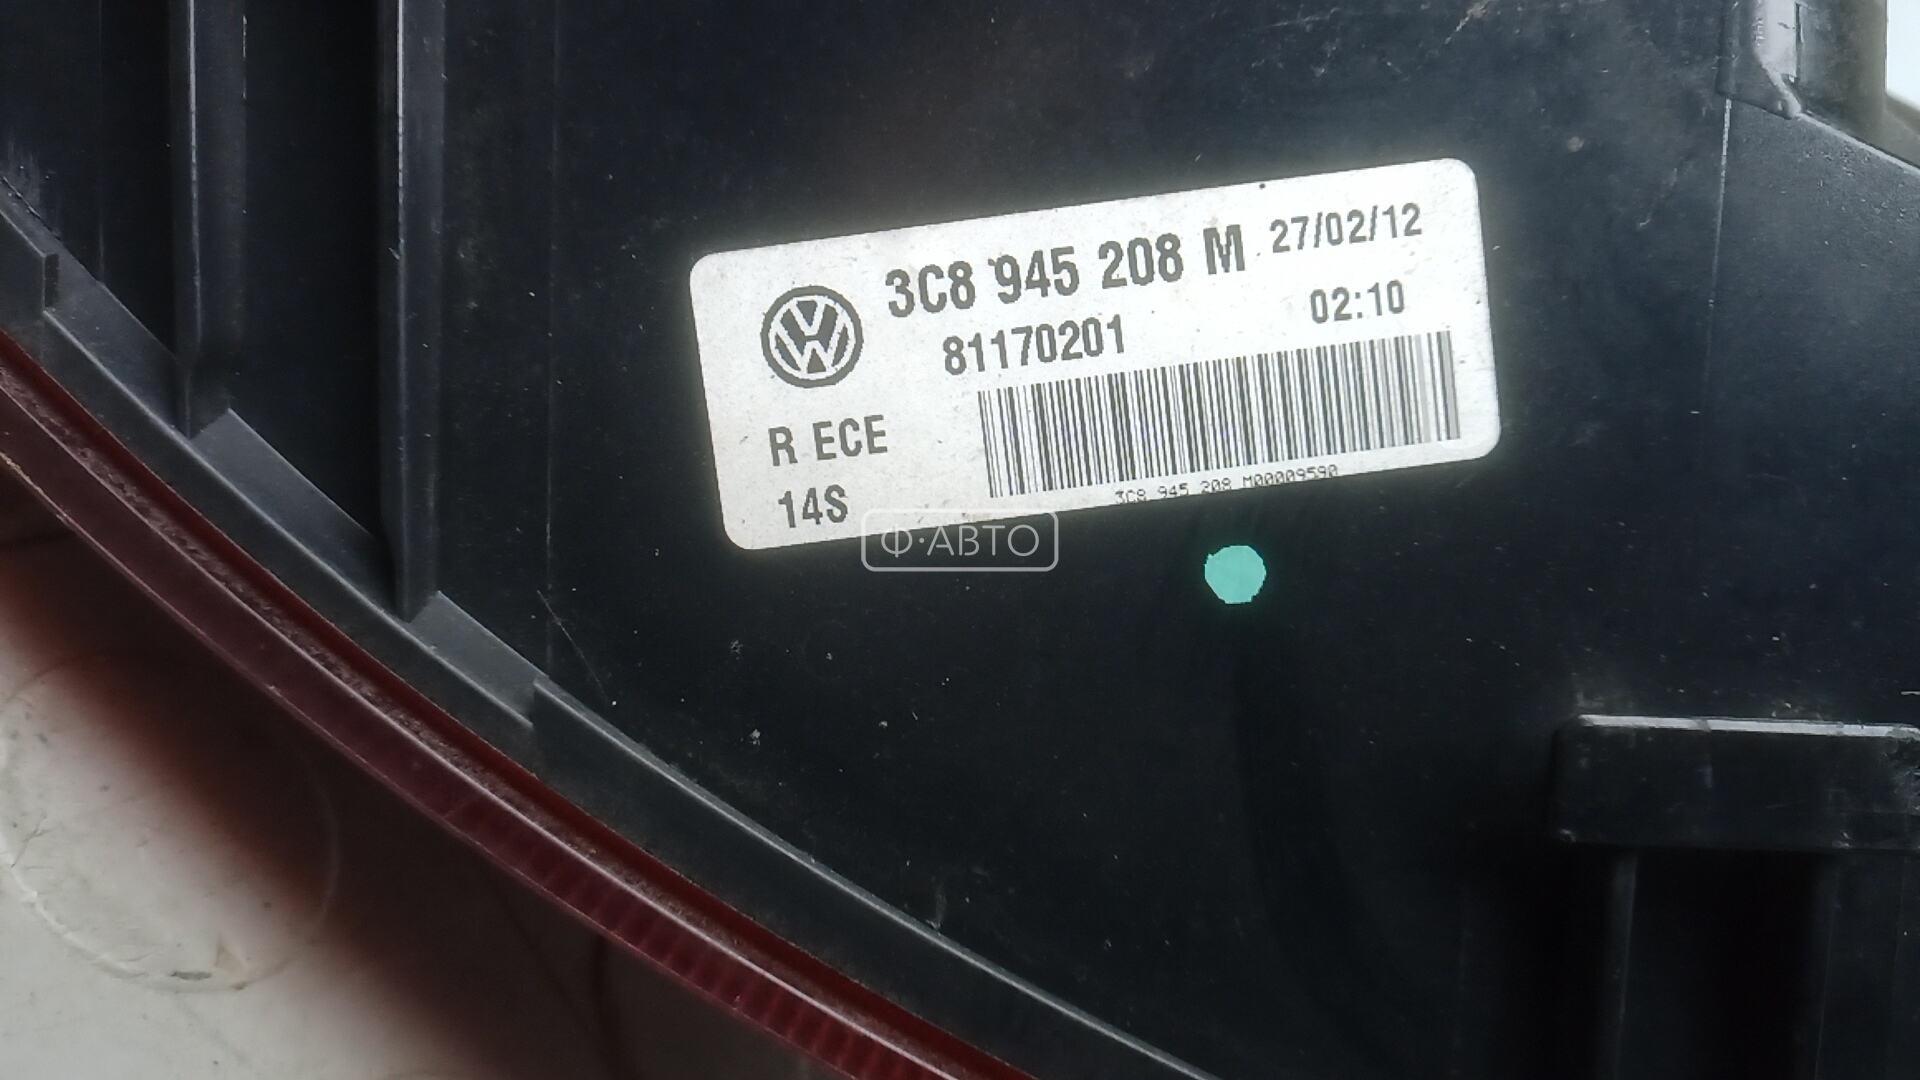 3C8 945 208 M 27/02/12
81170201 02:10
R ECE
14S
3C8 945 208 M00009590
Ф·АВТО